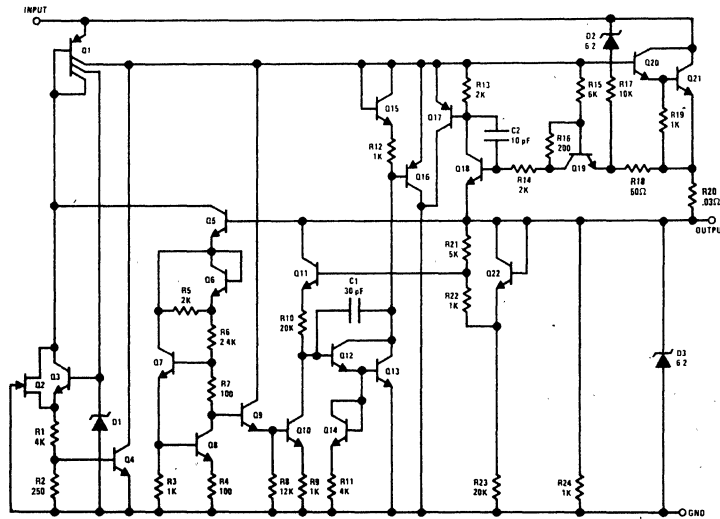 INPUT
Q1
D2
6 2
Q20
Q21
Q15
Q17
R13
2K
R15
6K
R17
10K
R19
1K
R12
1K
C2
10 pF
R16
200
Q16
Q18
R14
2K
Q19
R18
60Ω
R20
.03Ω
OUTPUT
Q5
Q6
R5
2K
Q11
C1
30 pF
R21
5K
R22
1K
Q22
R6
2 4K
R10
20K
Q7
R7
100
Q12
Q13
D3
6 2
Q2
Q3
D1
R1
4K
Q9
Q10
Q14
Q4
Q8
R2
250
R3
1K
R4
100
R8
12K
R9
1K
R11
4K
R23
20K
R24
1K
GND